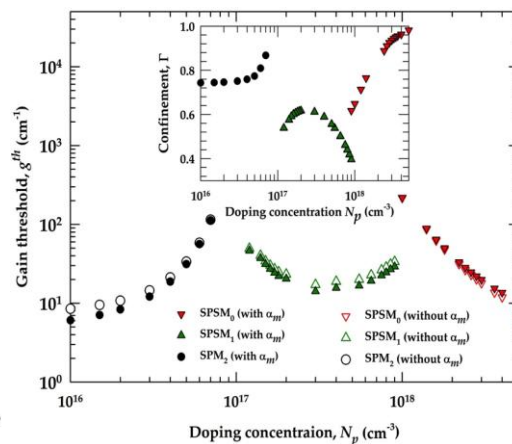 Gain threshold, g^th (cm⁻¹)
10⁴
10³
10²
10¹
10⁰
10¹⁶
10¹⁷
10¹⁸
Doping concentraion, N_p (cm⁻³)
Confinement, Γ
1.0
0.8
0.6
0.4
10¹⁶
10¹⁷
10¹⁸
Doping concentration N_p (cm⁻³)
SPSM₀ (with α_m)
SPSM₁ (with α_m)
SPM₂ (with α_m)
SPSM₀ (without α_m)
SPSM₁ (without α_m)
SPM₂ (without α_m)